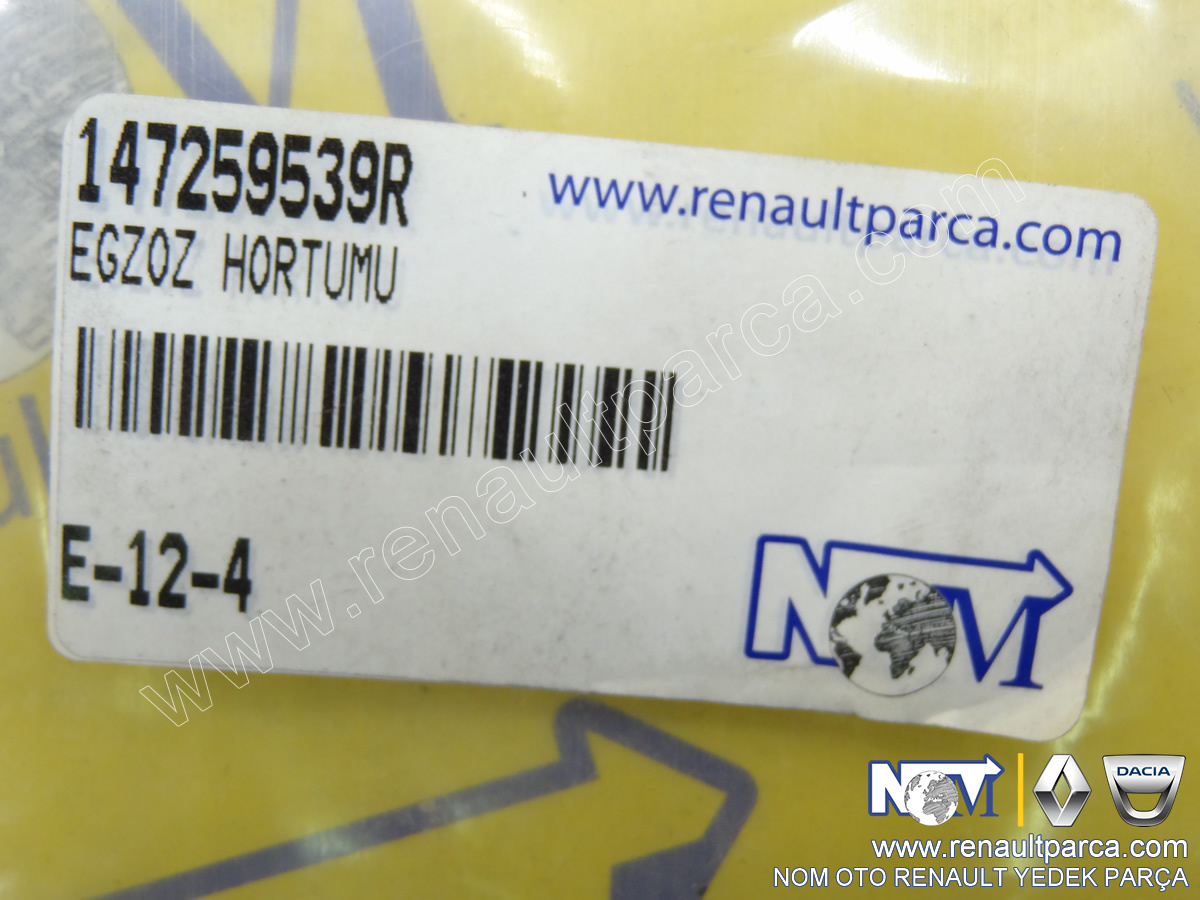 147259539R
www.renaultparca.com
EGZOZ HORTUMU
E-12-4
NOM
www.renaultparca.com
NOM
DACIA
www.renaultparca.com
NOM OTO RENAULT YEDEK PARÇA